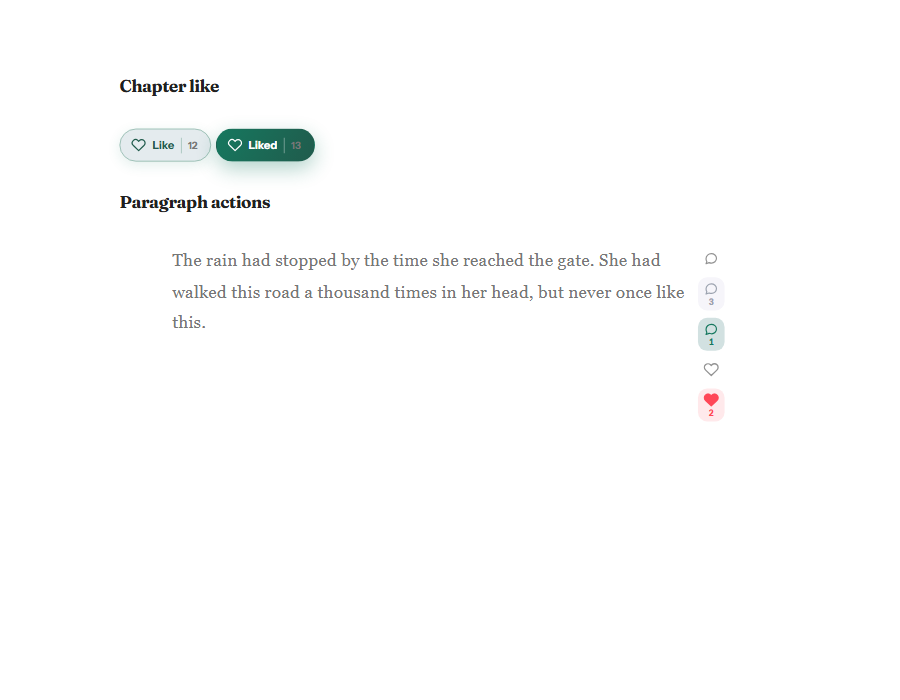 Chapter like
Like 12 Liked 13
Paragraph actions
The rain had stopped by the time she reached the gate. She had
walked this road a thousand times in her head, but never once like
this.
3
1
2